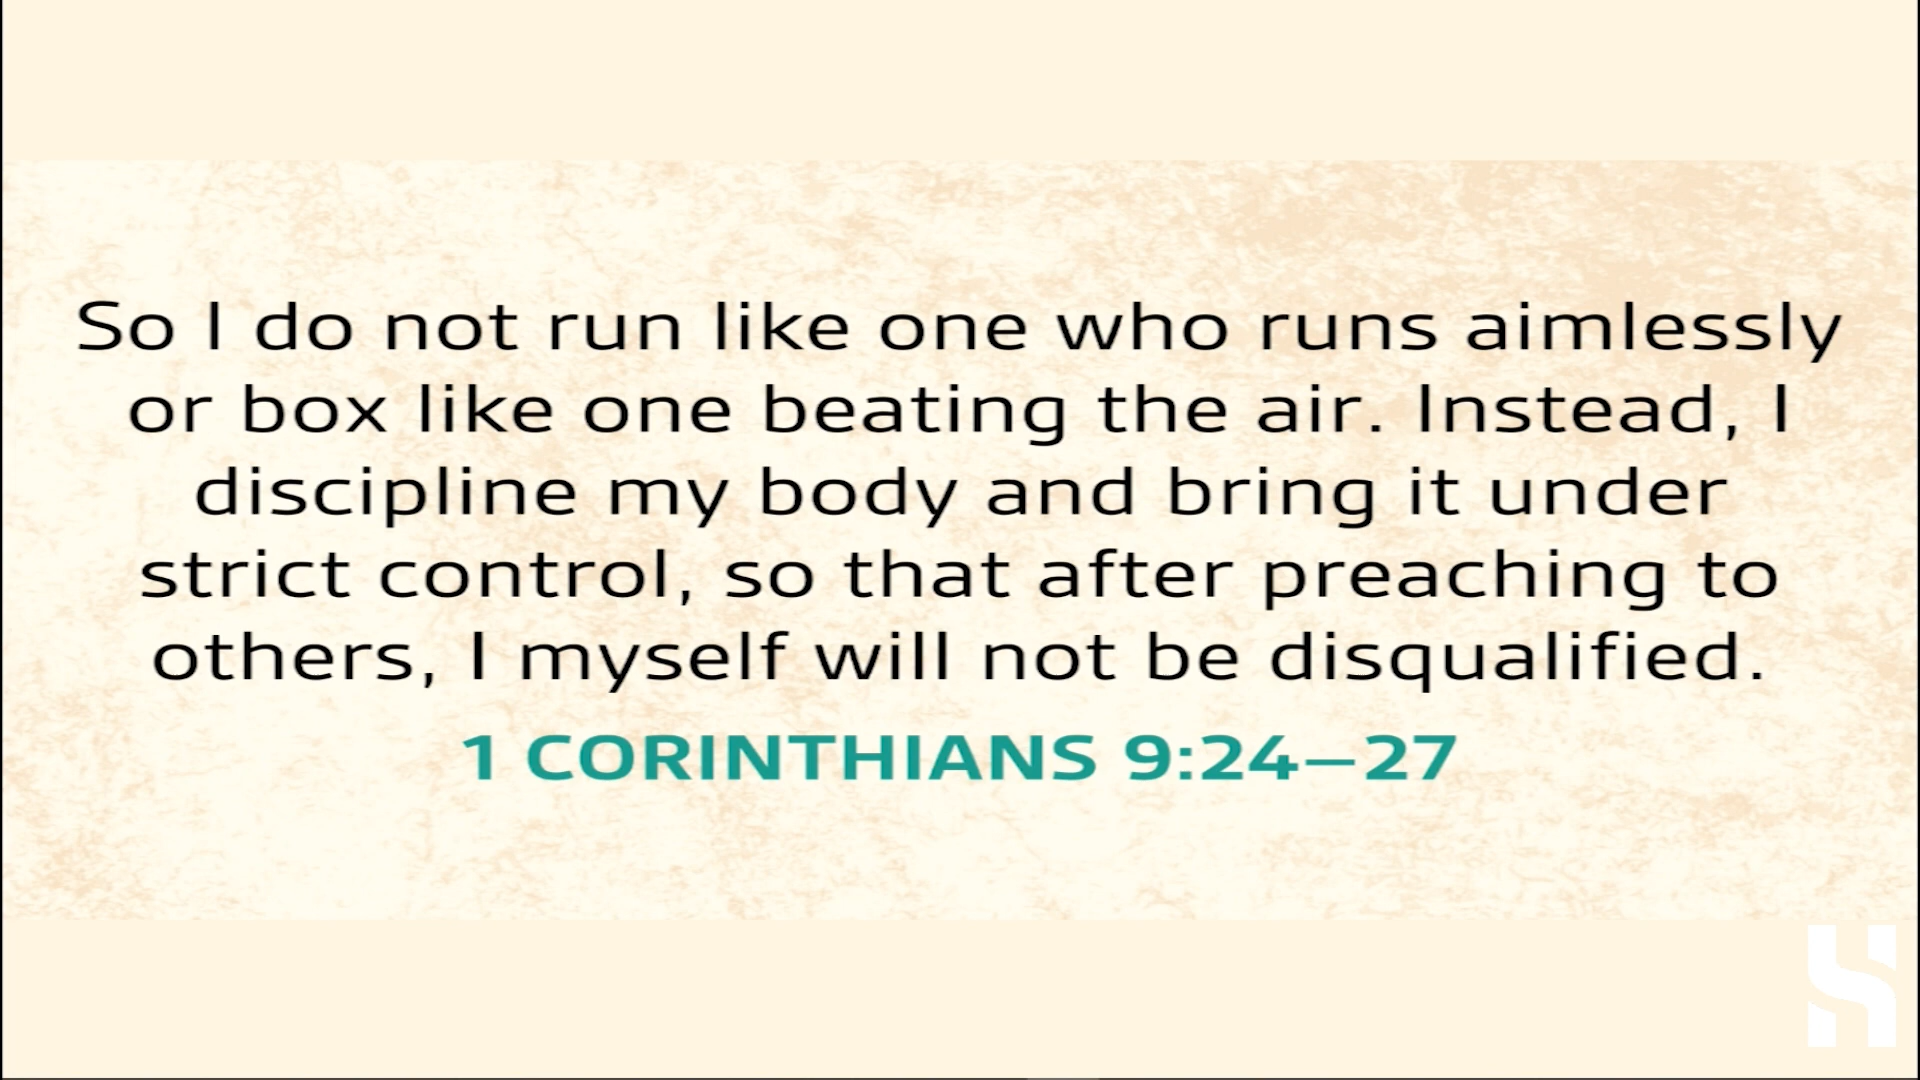 So I do not run like one who runs aimlessly
or box like one beating the air. Instead, I
discipline my body and bring it under
strict control, so that after preaching to
others, I myself will not be disqualified.
1 CORINTHIANS 9:24–27